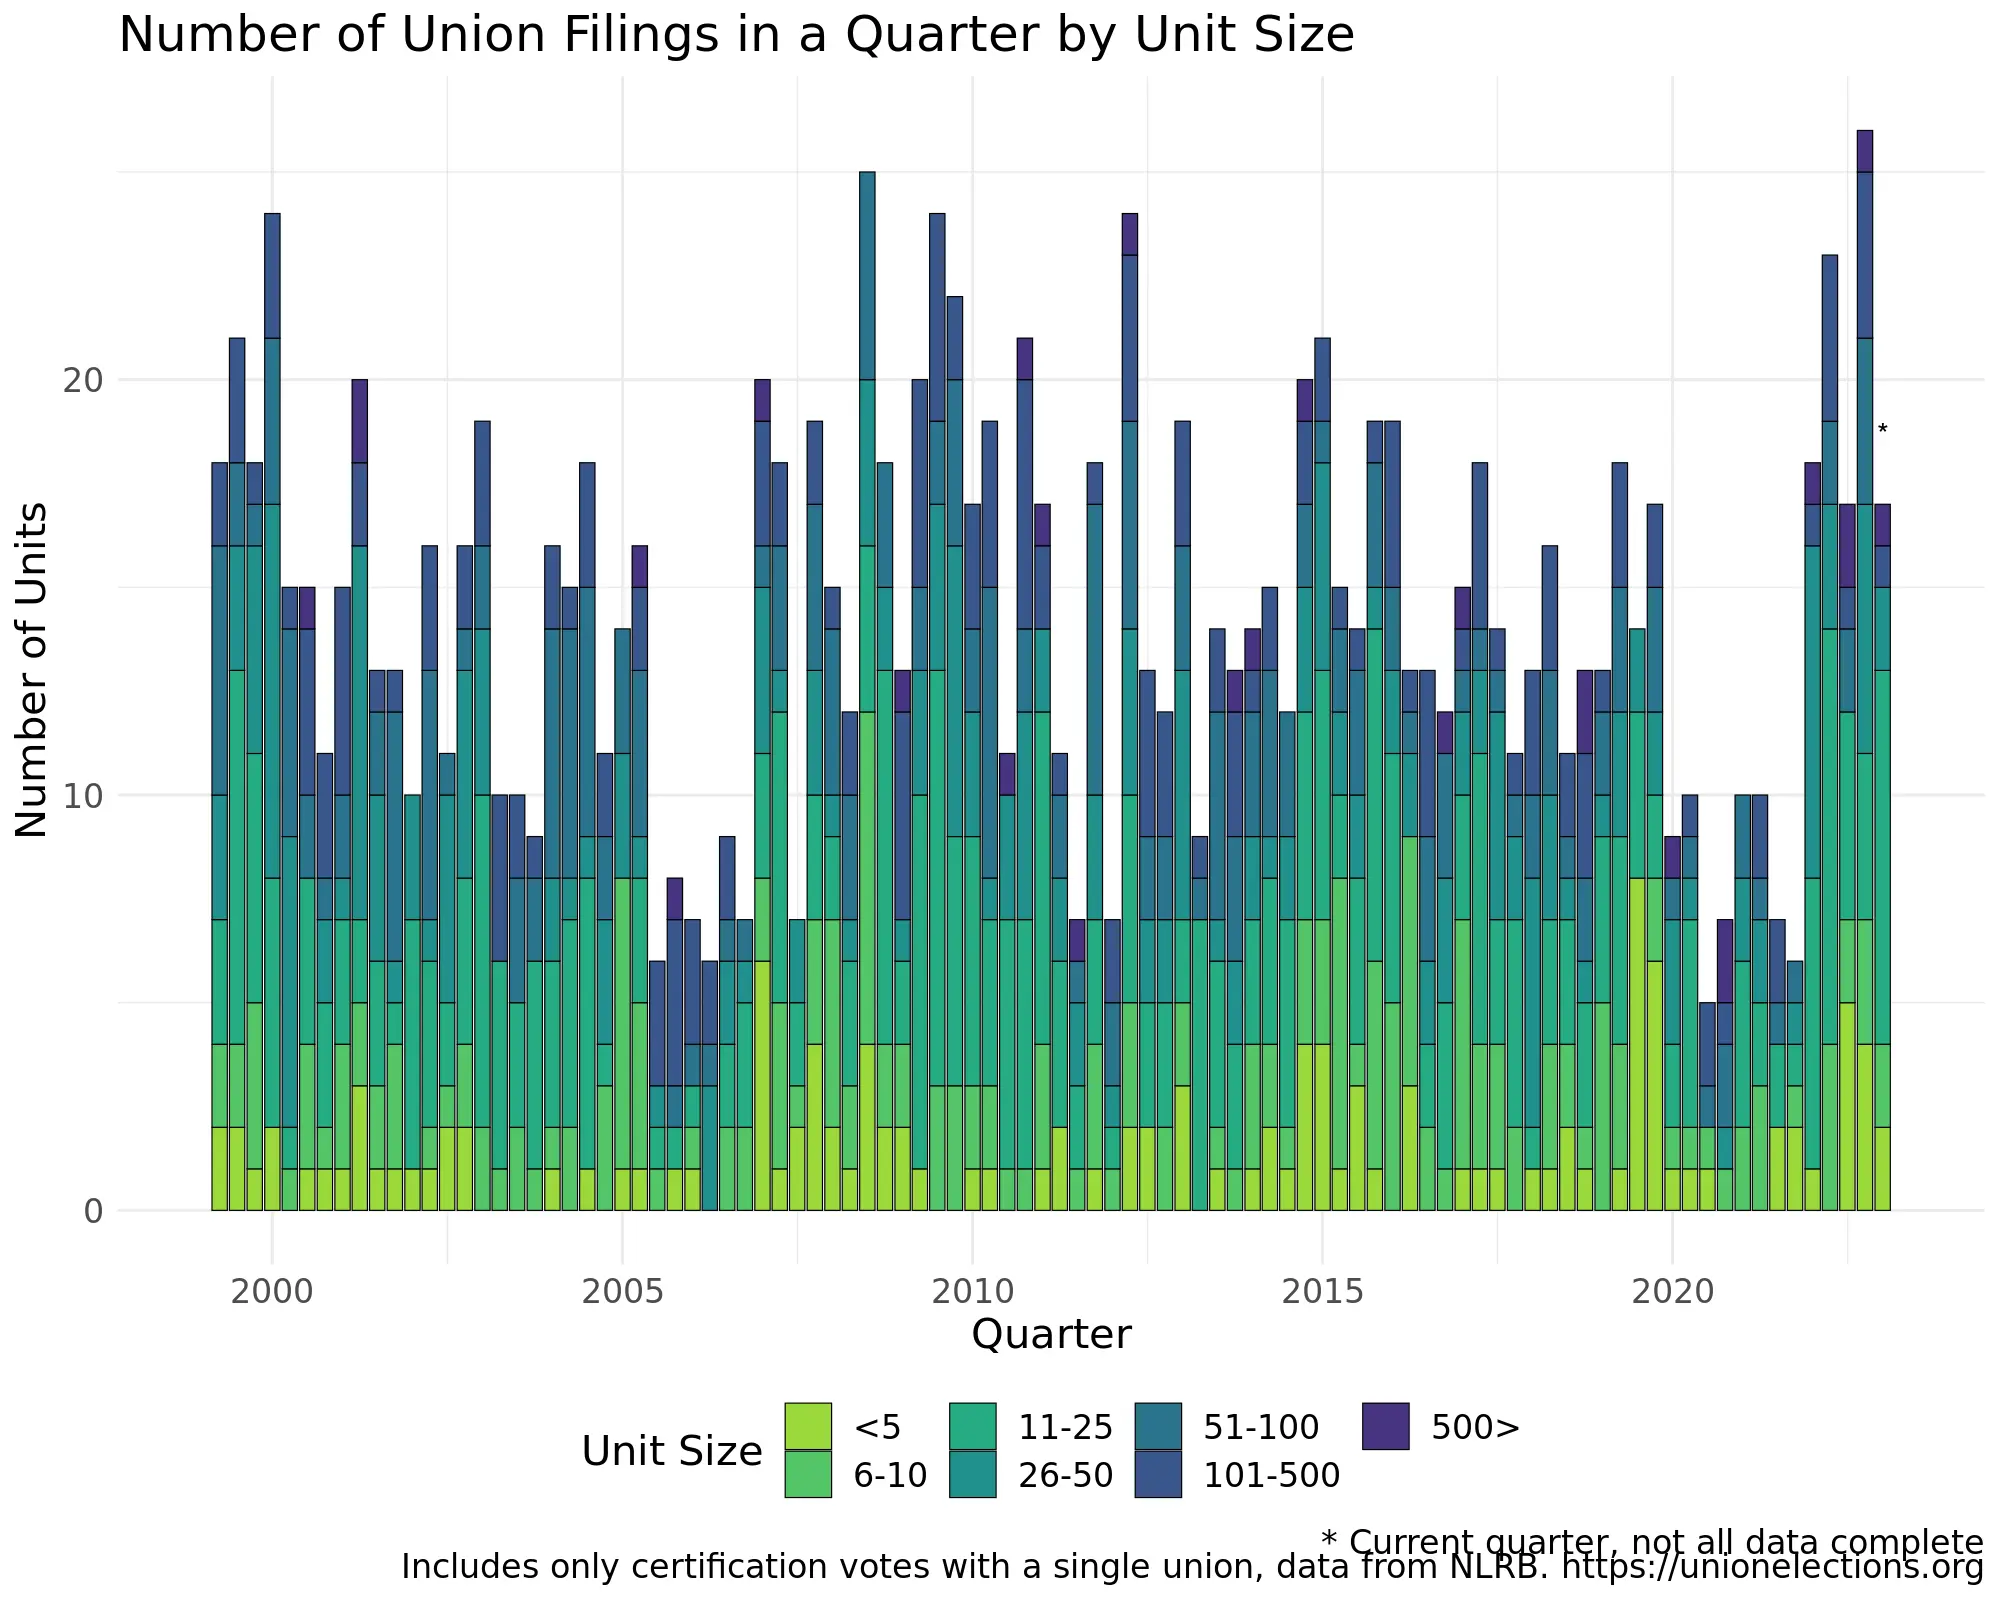 Number of Union Filings in a Quarter by Unit Size
Number of Units
20
10
0
*
2000 2005 2010 2015 2020
Quarter
Unit Size
<5 11-25 51-100 500>
6-10 26-50 101-500
* Current quarter, not all data complete
Includes only certification votes with a single union, data from NLRB. https://unionelections.org